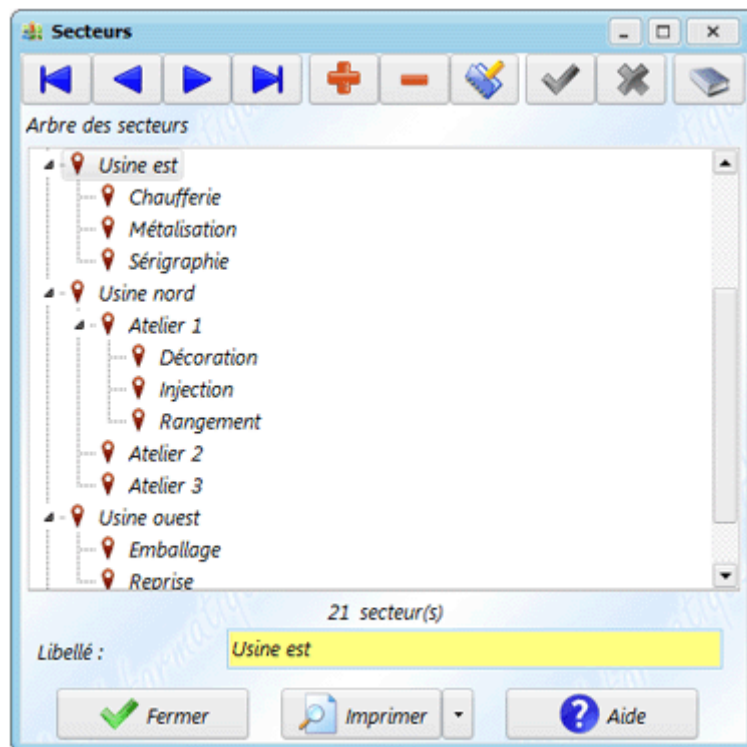 Secteurs
Arbre des secteurs
Usine est
Chaufferie
Métalisation
Sérigraphie
Usine nord
Atelier 1
Décoration
Injection
Rangement
Atelier 2
Atelier 3
Usine ouest
Emballage
Reprise
21 secteur(s)
Libellé : Usine est
Fermer Imprimer Aide